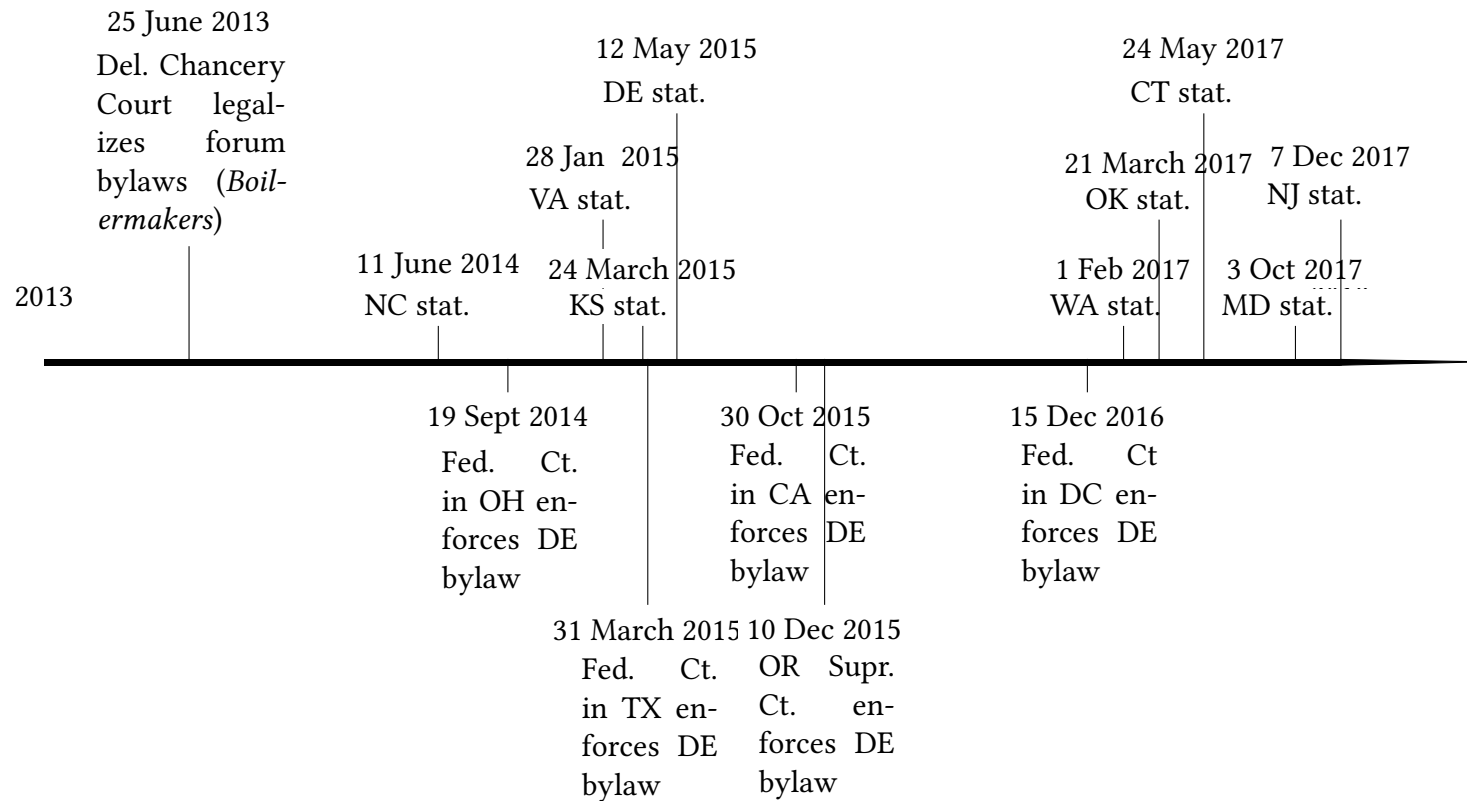 25 June 2013
Del. Chancery
Court legal-
izes forum
bylaws (Boil-
ermakers)
12 May 2015
DE stat.
24 May 2017
CT stat.
28 Jan 2015
VA stat.
21 March 2017
OK stat.
7 Dec 2017
NJ stat.
11 June 2014
NC stat.
24 March 2015
KS stat.
1 Feb 2017
WA stat.
3 Oct 2017
MD stat.
2013
19 Sept 2014
Fed. Ct.
in OH en-
forces DE
bylaw
30 Oct 2015
Fed. Ct.
in CA en-
forces DE
bylaw
15 Dec 2016
Fed. Ct
in DC en-
forces DE
bylaw
31 March 2015
Fed. Ct.
in TX en-
forces DE
bylaw
10 Dec 2015
OR Supr.
Ct. en-
forces DE
bylaw